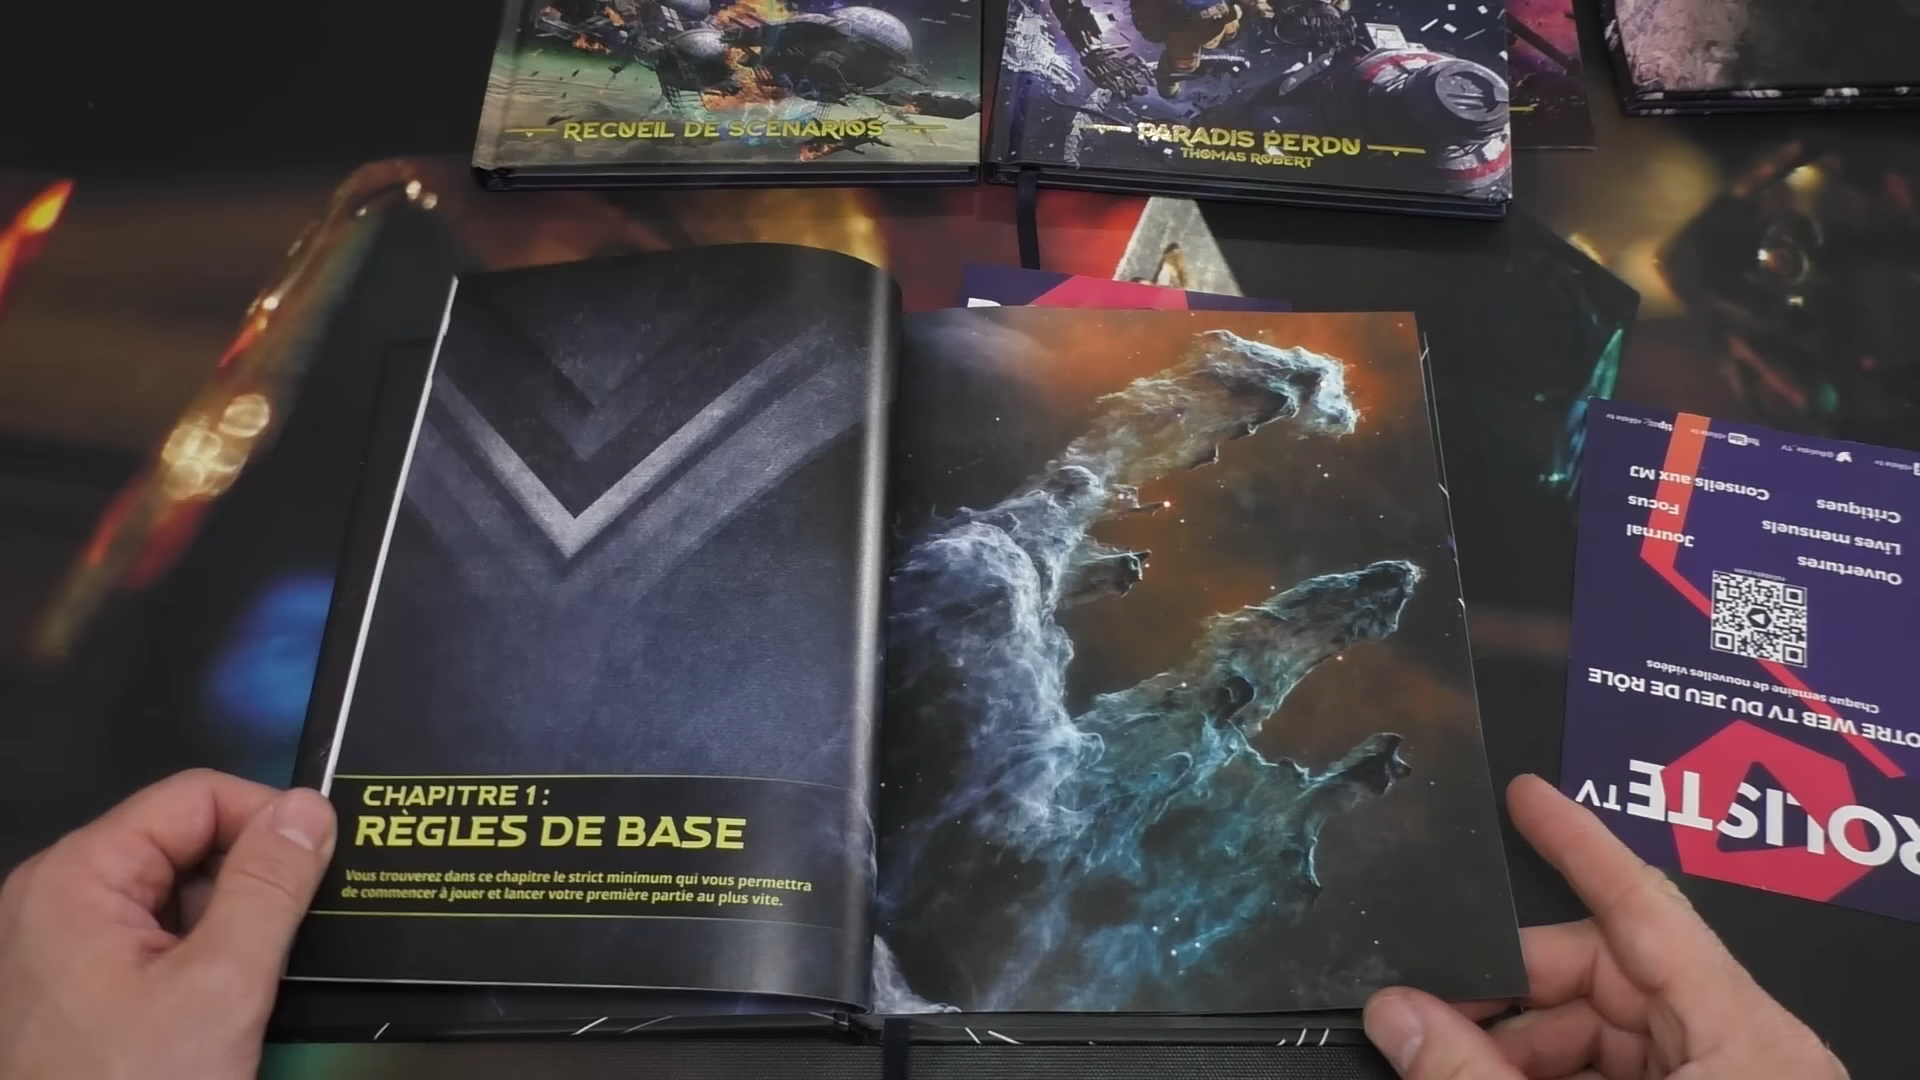 RECUEIL DE SCÉNARIOS
PARADIS PERDU
THOMAS ROBERT
CHAPITRE 1 :
RÈGLES DE BASE
Vous trouverez dans ce chapitre le strict minimum qui vous permettra
de commencer à jouer et lancer votre première partie au plus vite.
ROLISTE TV
WEB TV DU JEU DE RÔLE
Chaque semaine de nouvelles vidéos
Ouvertures
Journal
Lives mensuels
Focus
Critiques
Conseils aux MJ